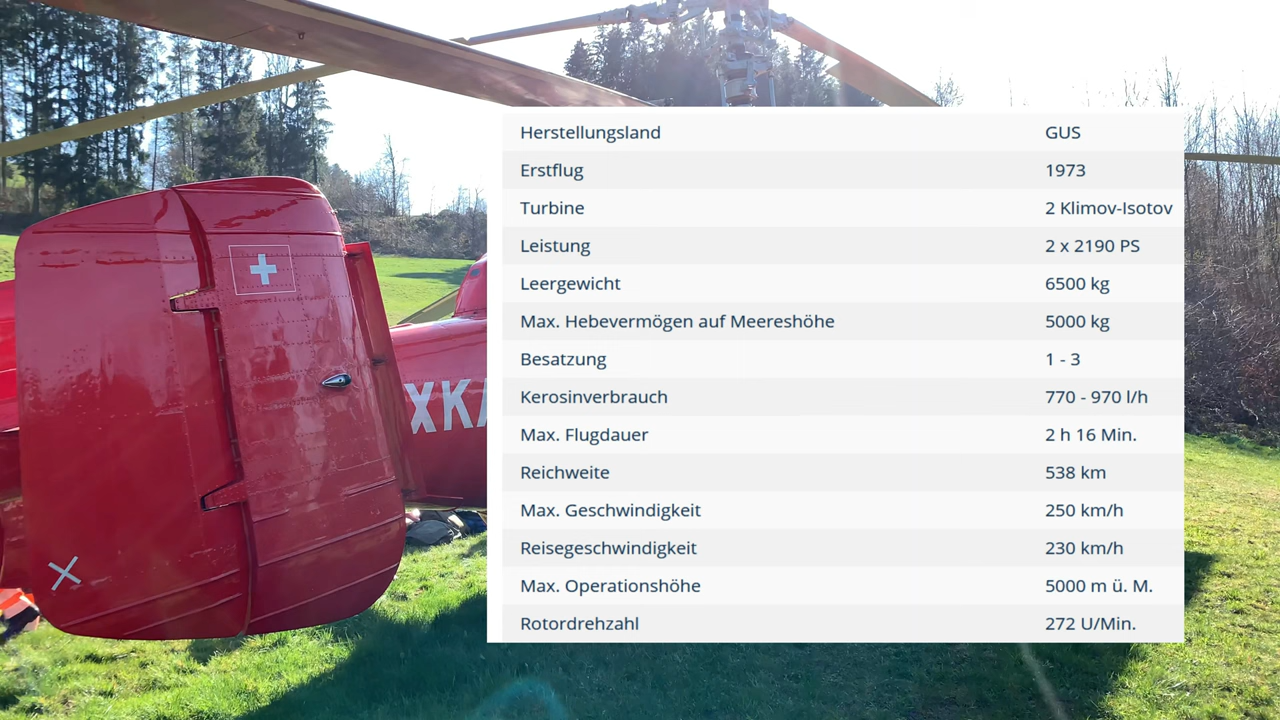 XKA
Herstellungsland GUS
Erstflug 1973
Turbine 2 Klimov-Isotov
Leistung 2 x 2190 PS
Leergewicht 6500 kg
Max. Hebevermögen auf Meereshöhe 5000 kg
Besatzung 1 - 3
Kerosinverbrauch 770 - 970 l/h
Max. Flugdauer 2 h 16 Min.
Reichweite 538 km
Max. Geschwindigkeit 250 km/h
Reisegeschwindigkeit 230 km/h
Max. Operationshöhe 5000 m ü. M.
Rotordrehzahl 272 U/Min.